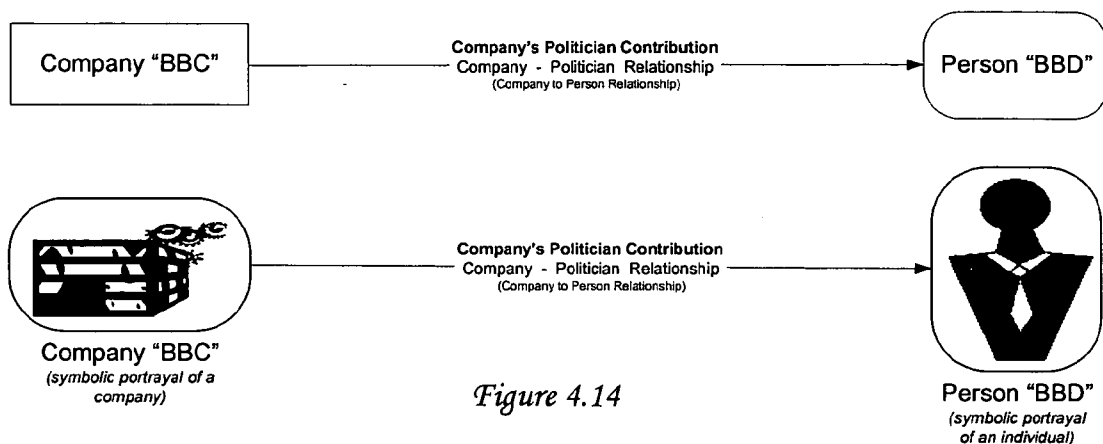 Company "BBC"
Company's Politician Contribution
Company - Politician Relationship
(Company to Person Relationship)
Person "BBD"
Company's Politician Contribution
Company - Politician Relationship
(Company to Person Relationship)
Company "BBC"
(symbolic portrayal of a
company)
Figure 4.14
Person "BBD"
(symbolic portrayal
of an individual)